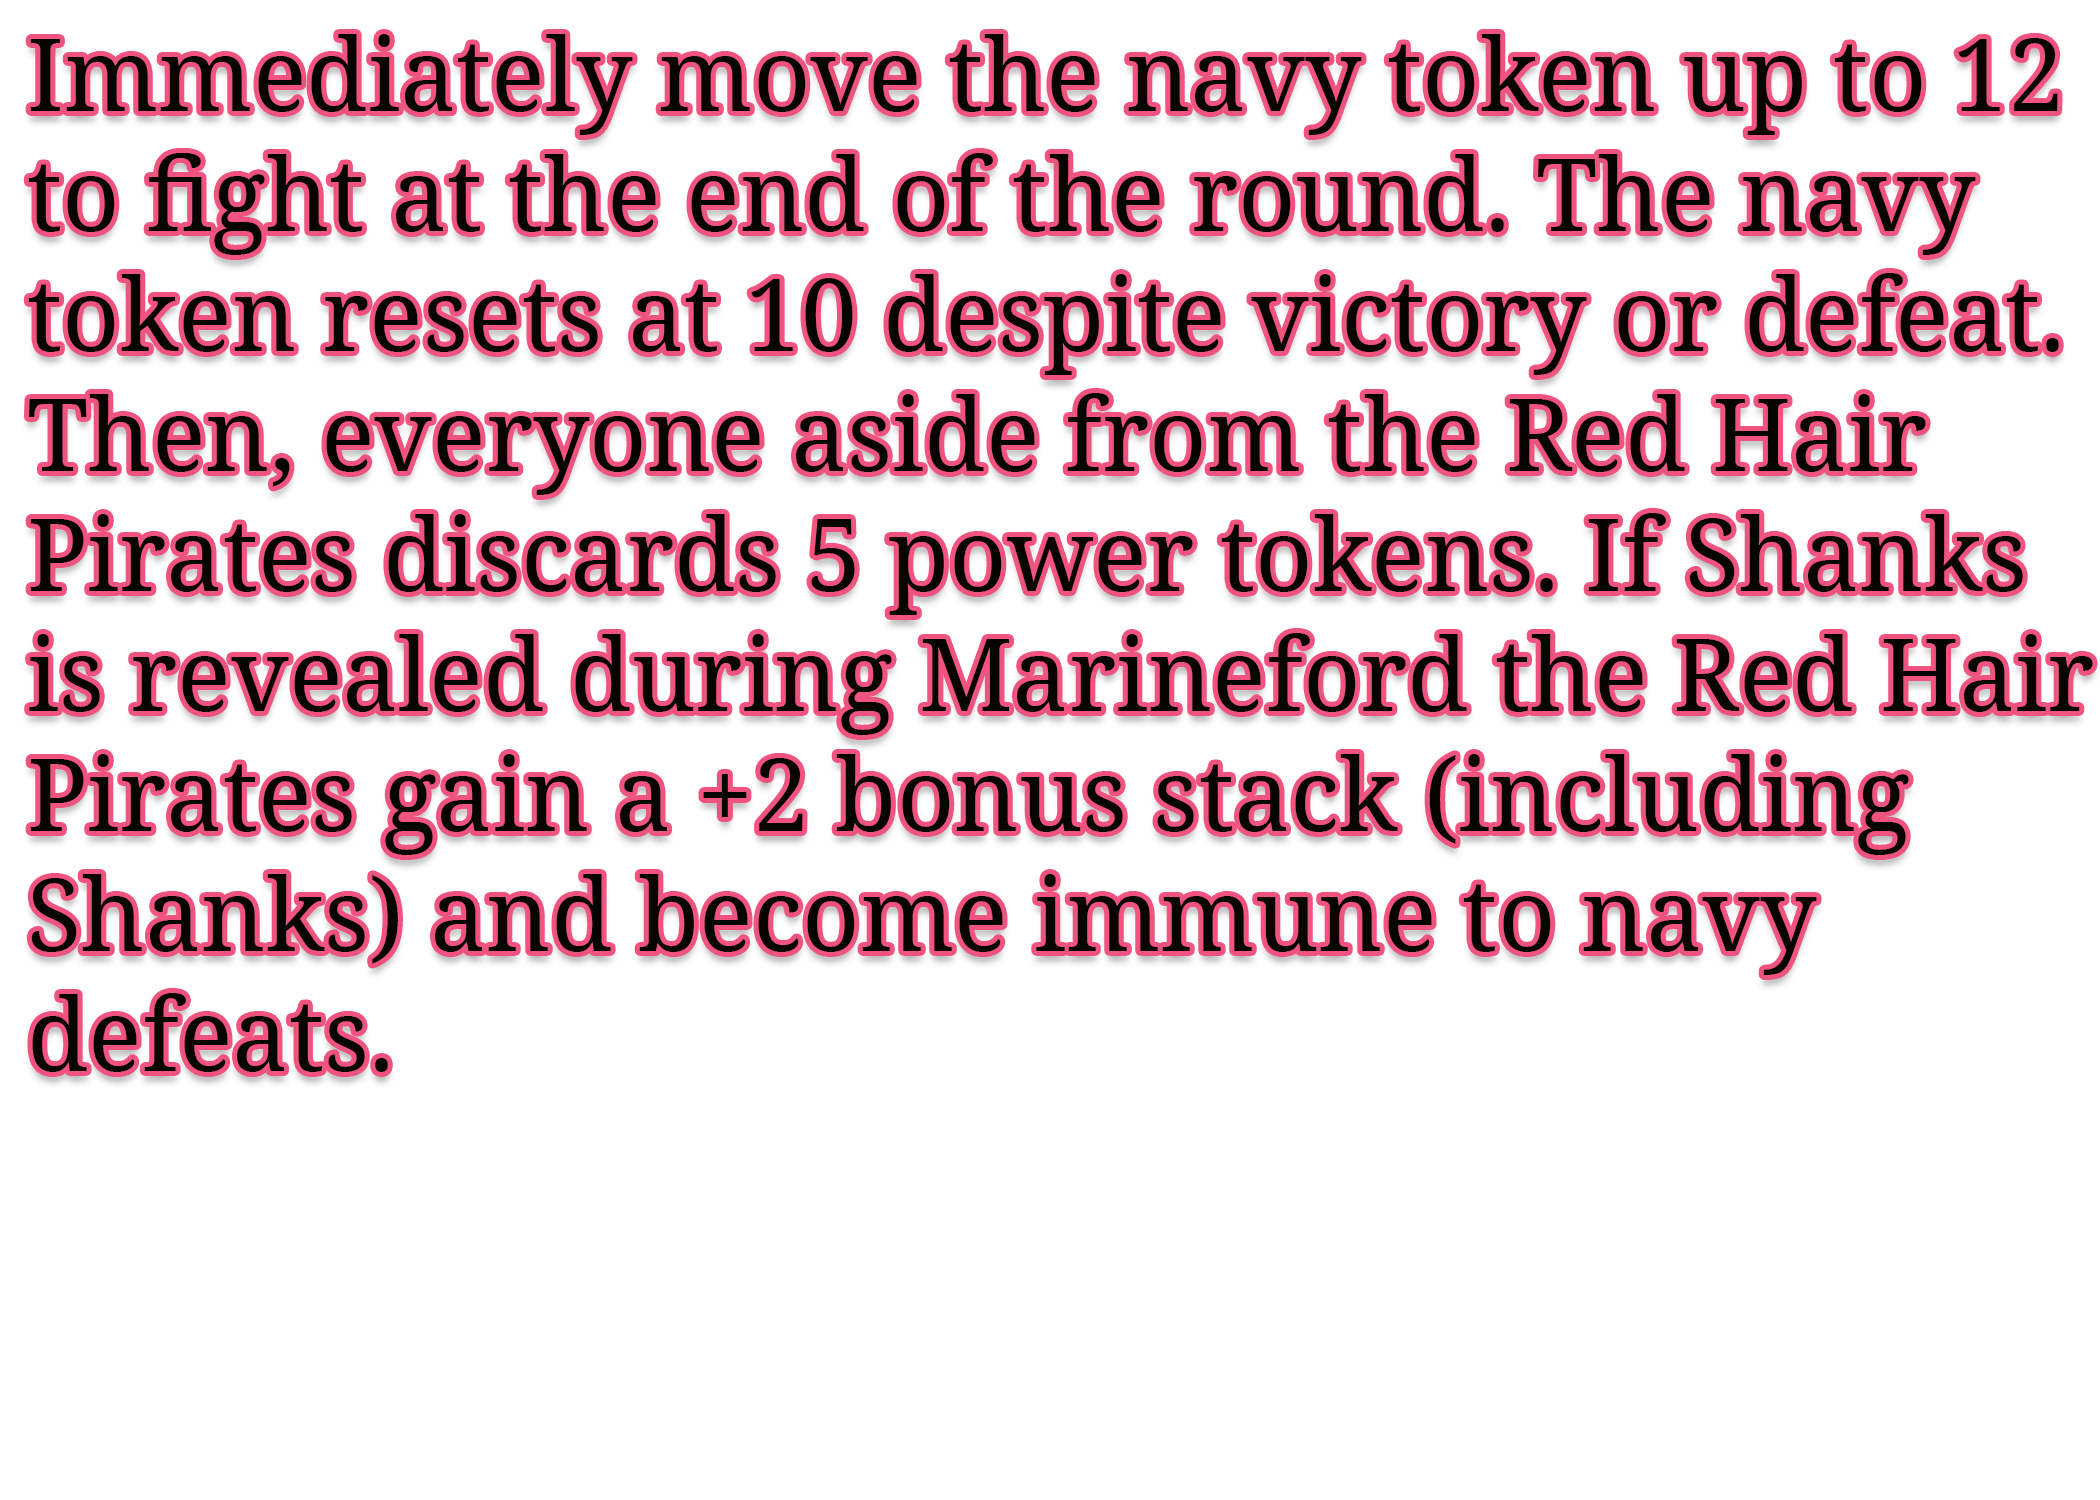 Immediately move the navy token up to 12
to fight at the end of the round. The navy
token resets at 10 despite victory or defeat.
Then, everyone aside from the Red Hair
Pirates discards 5 power tokens. If Shanks
is revealed during Marineford the Red Hair
Pirates gain a +2 bonus stack (including
Shanks) and become immune to navy
defeats.